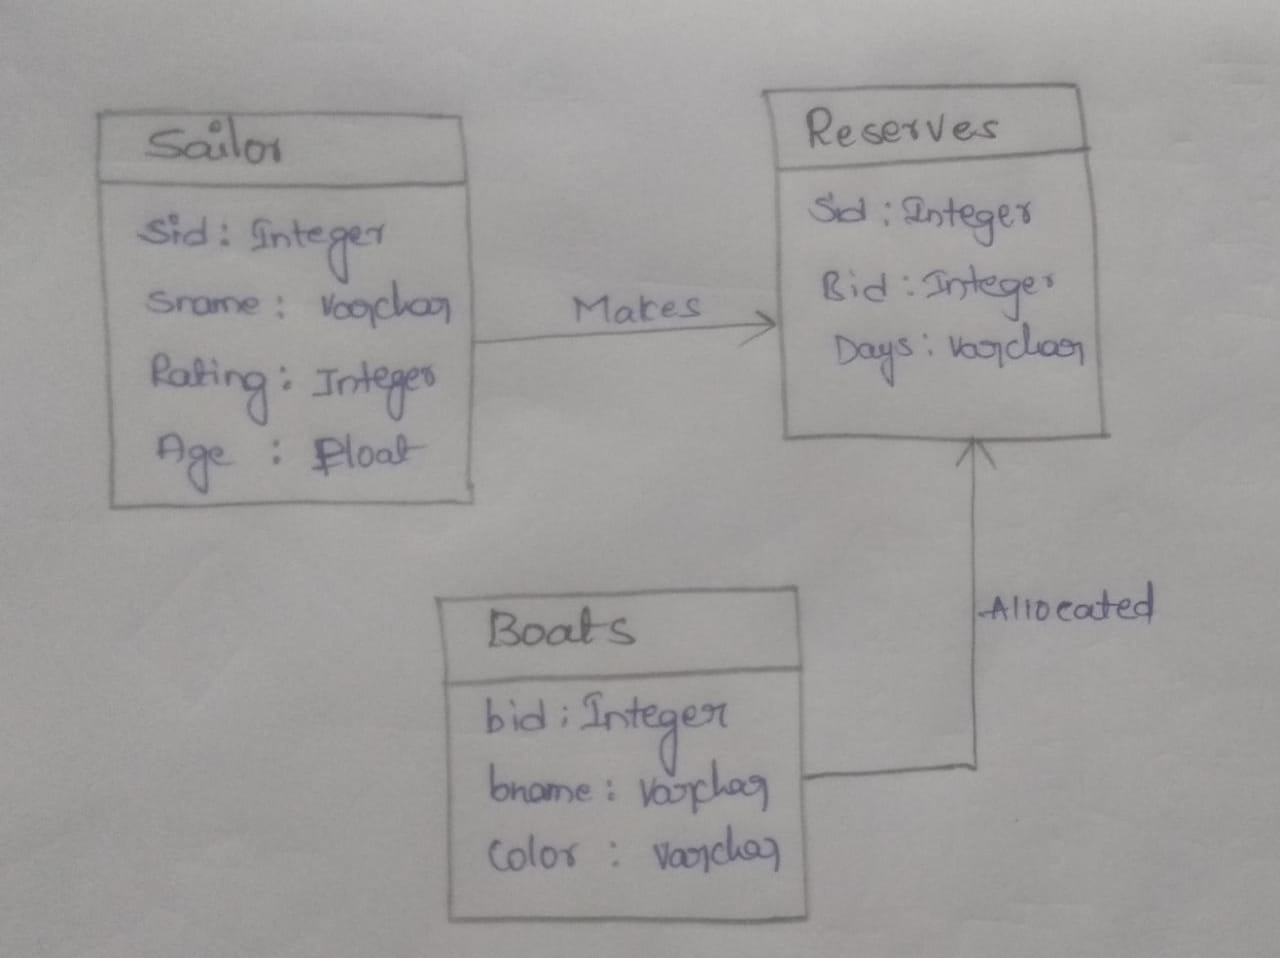 Sailor
Sid: Integer
Sname: Varchar
Rating: Integer
Age : Float
Makes
Reserves
Sid: Integer
Bid: Integer
Days: Varchar
Allocated
Boats
bid: Integer
bname: Varchar
Color : Varchar